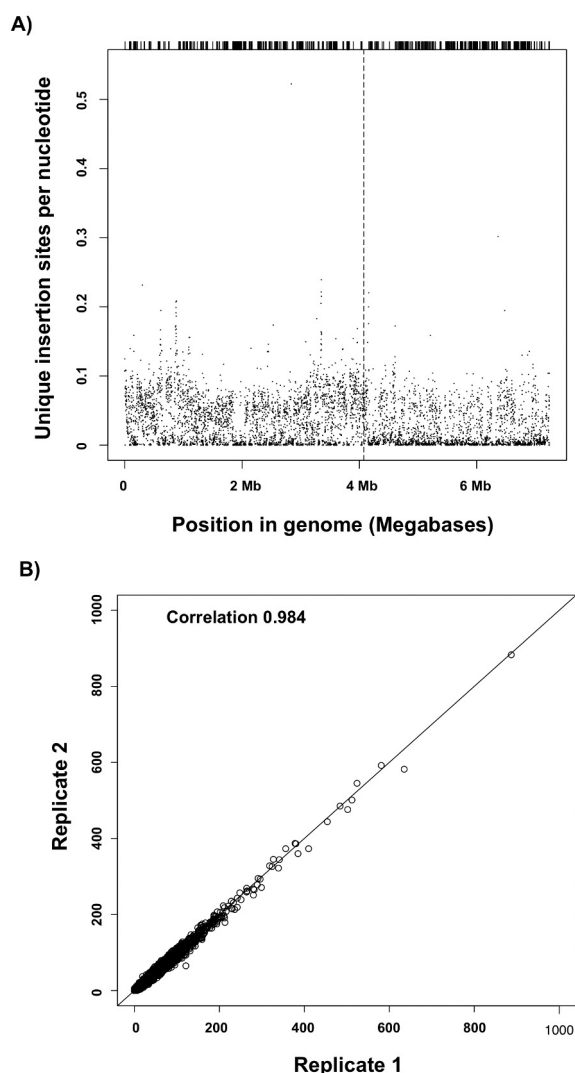 A)
Unique insertion sites per nucleotide
0.5
0.4
0.3
0.2
0.1
0
0 2 Mb 4 Mb 6 Mb
Position in genome (Megabases)
B)
Correlation 0.984
Replicate 2
1000
800
600
400
200
0
0 200 400 600 800 1000
Replicate 1